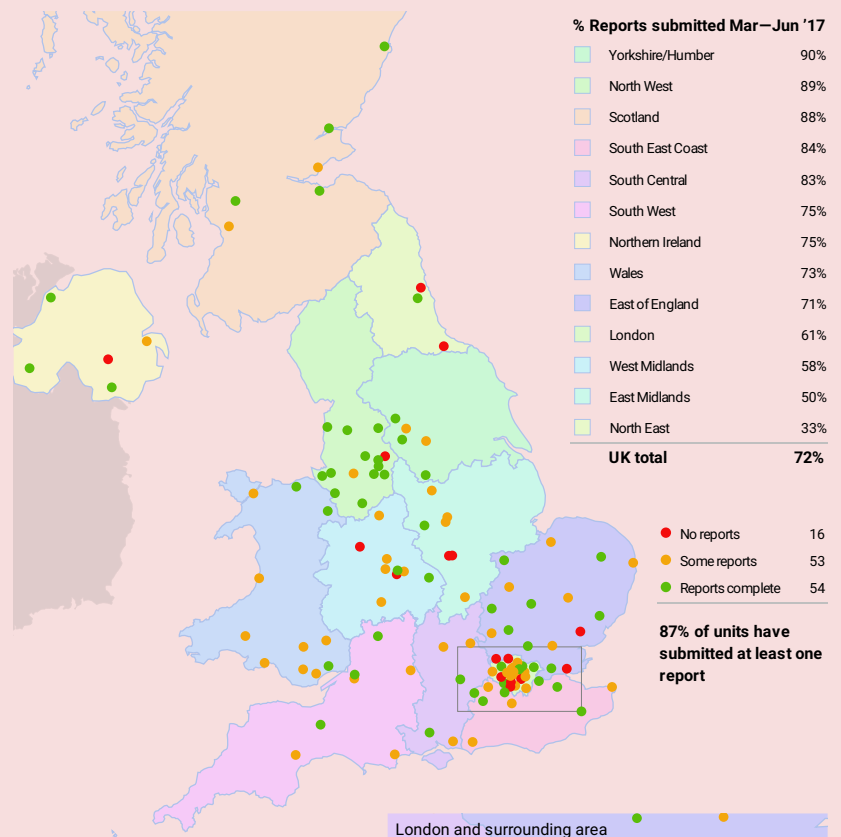 % Reports submitted Mar—Jun ’17
Yorkshire/Humber 90%
North West 89%
Scotland 88%
South East Coast 84%
South Central 83%
South West 75%
Northern Ireland 75%
Wales 73%
East of England 71%
London 61%
West Midlands 58%
East Midlands 50%
North East 33%
UK total 72%
No reports 16
Some reports 53
Reports complete 54
87% of units have
submitted at least one
report
London and surrounding area